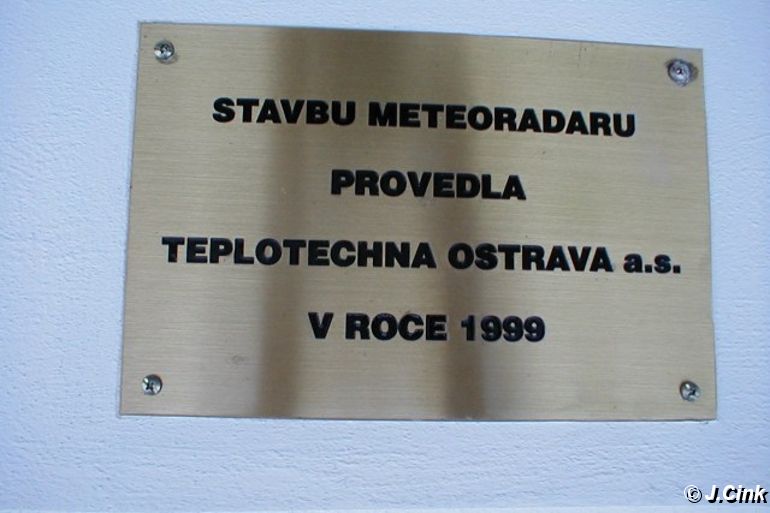 STAVBU METEORADARU
PROVEDLA
TEPLOTECHNA OSTRAVA a.s.
V ROCE 1999
© J.Cink